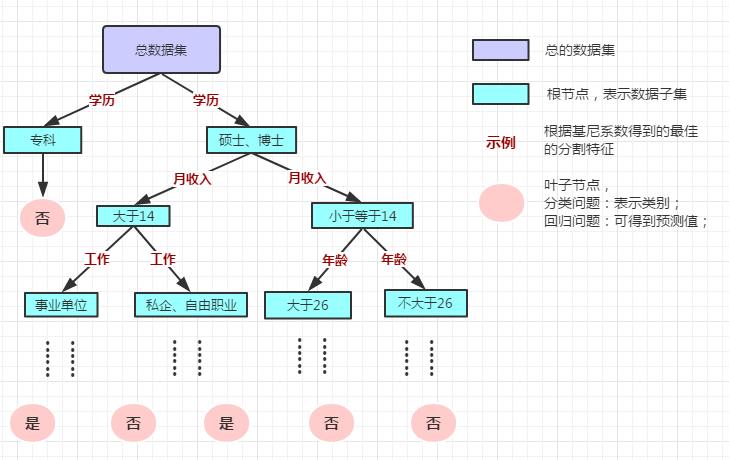 总数据集
总的数据集
学历
学历
根节点，表示数据子集
专科
硕士、博士
示例
根据基尼系数得到的最佳
的分割特征
月收入
月收入
否
大于14
小于等于14
叶子节点，
分类问题：表示类别；
回归问题：可得到预测值；
工作
工作
年龄
年龄
事业单位
私企、自由职业
大于26
不大于26
是
否
是
否
否